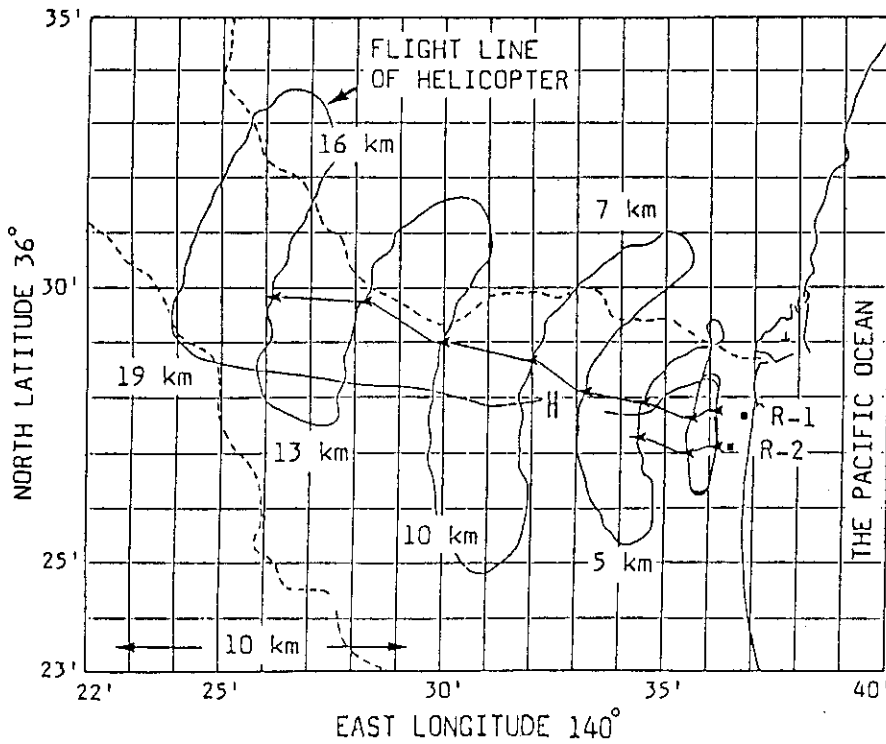 35'
FLIGHT LINE
OF HELICOPTER
16 km
7 km
NORTH LATITUDE 36°
30'
THE PACIFIC OCEAN
19 km
H
R-1
13 km
R-2
10 km
5 km
25'
10 km
23'
22'
25'
30'
35'
40'
EAST LONGITUDE 140°